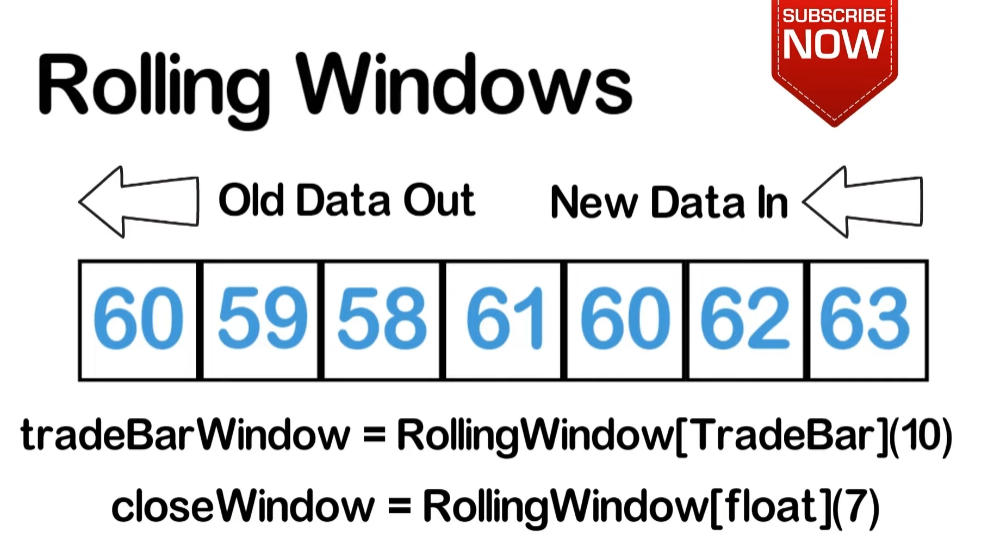 SUBSCRIBE
NOW
Rolling Windows
Old Data Out
New Data In
60 59 58 61 60 62 63
tradeBarWindow = RollingWindow[TradeBar](10)
closeWindow = RollingWindow[float](7)